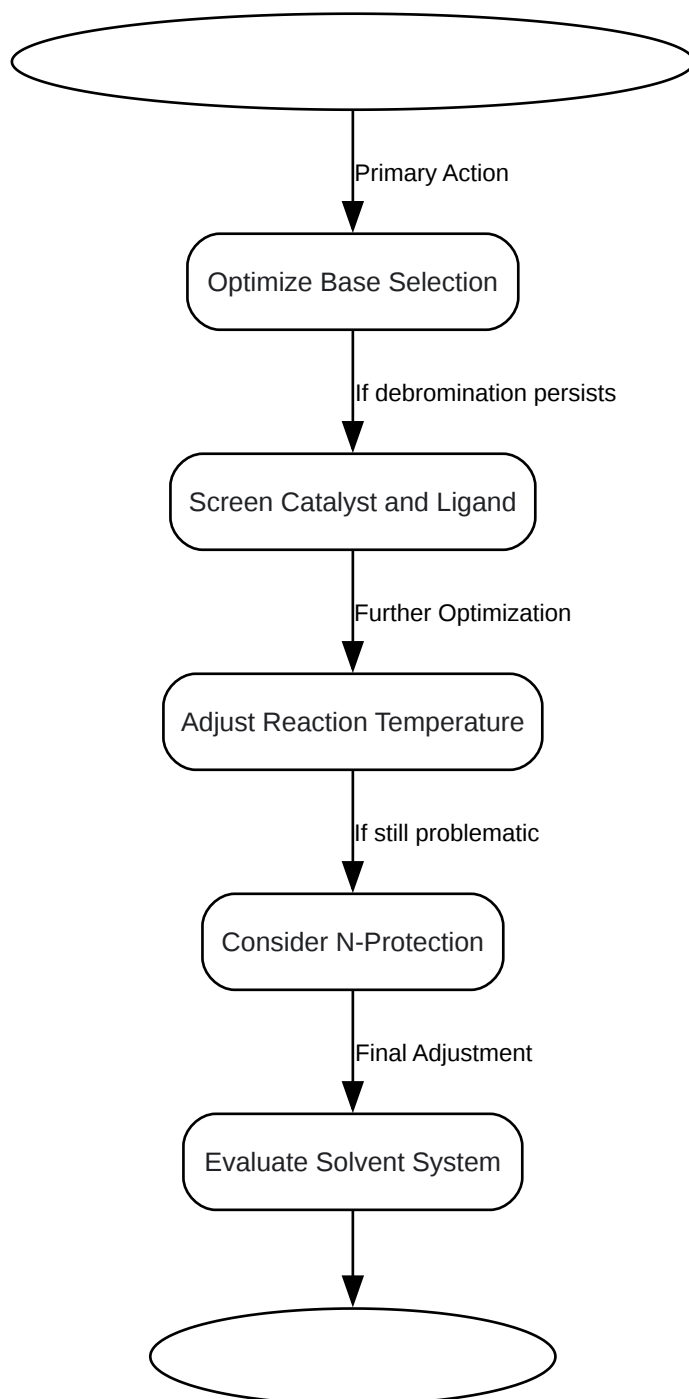 Primary Action
Optimize Base Selection
If debromination persists
Screen Catalyst and Ligand
Further Optimization
Adjust Reaction Temperature
If still problematic
Consider N-Protection
Final Adjustment
Evaluate Solvent System